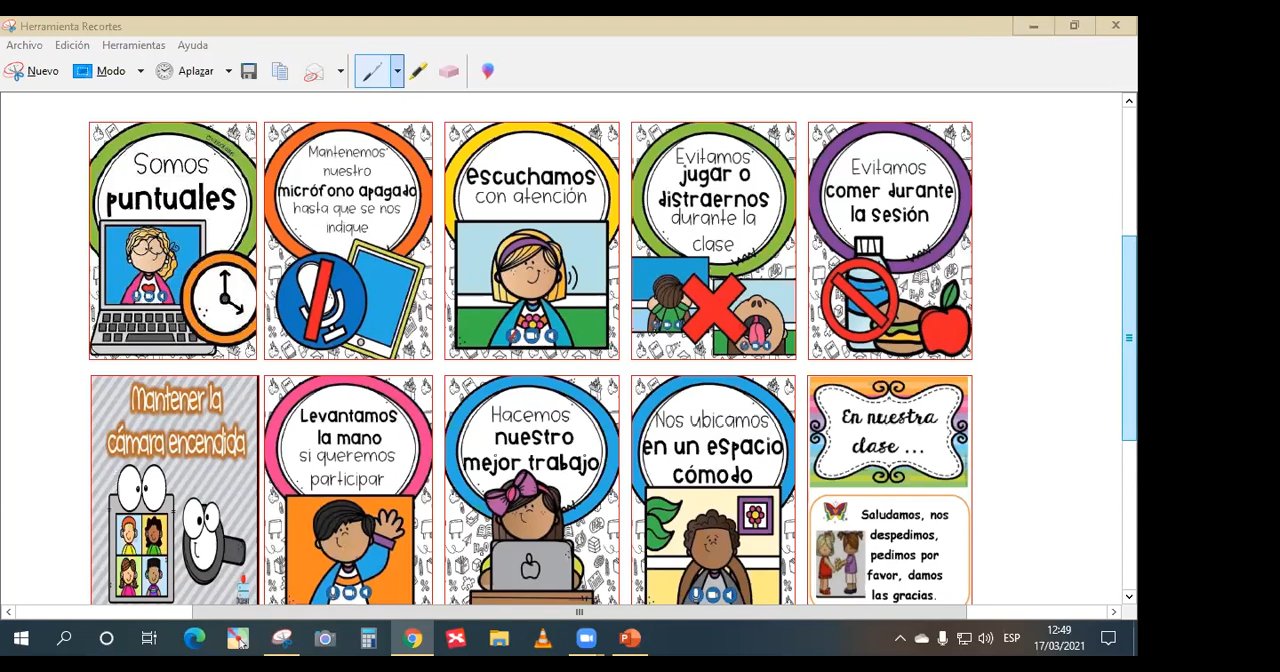 Herramienta Recortes
Archivo Edición Herramientas Ayuda
Nuevo Modo Aplazar
Somos
puntuales
Mantenemos
nuestro
micrófono apagado
hasta que se nos
indique
escuchamos
con atención
Evitamos
jugar o
distraernos
durante la
clase
Evitamos
comer durante
la sesión
Mantener la
cámara encendida
Levantamos
la mano
si queremos
participar
Hacemos
nuestro
mejor trabajo
Nos ubicamos
en un espacio
cómodo
En nuestra
clase ...
Saludamos, nos
despedimos,
pedimos por
favor, damos
las gracias.
ESP
12:49
17/03/2021